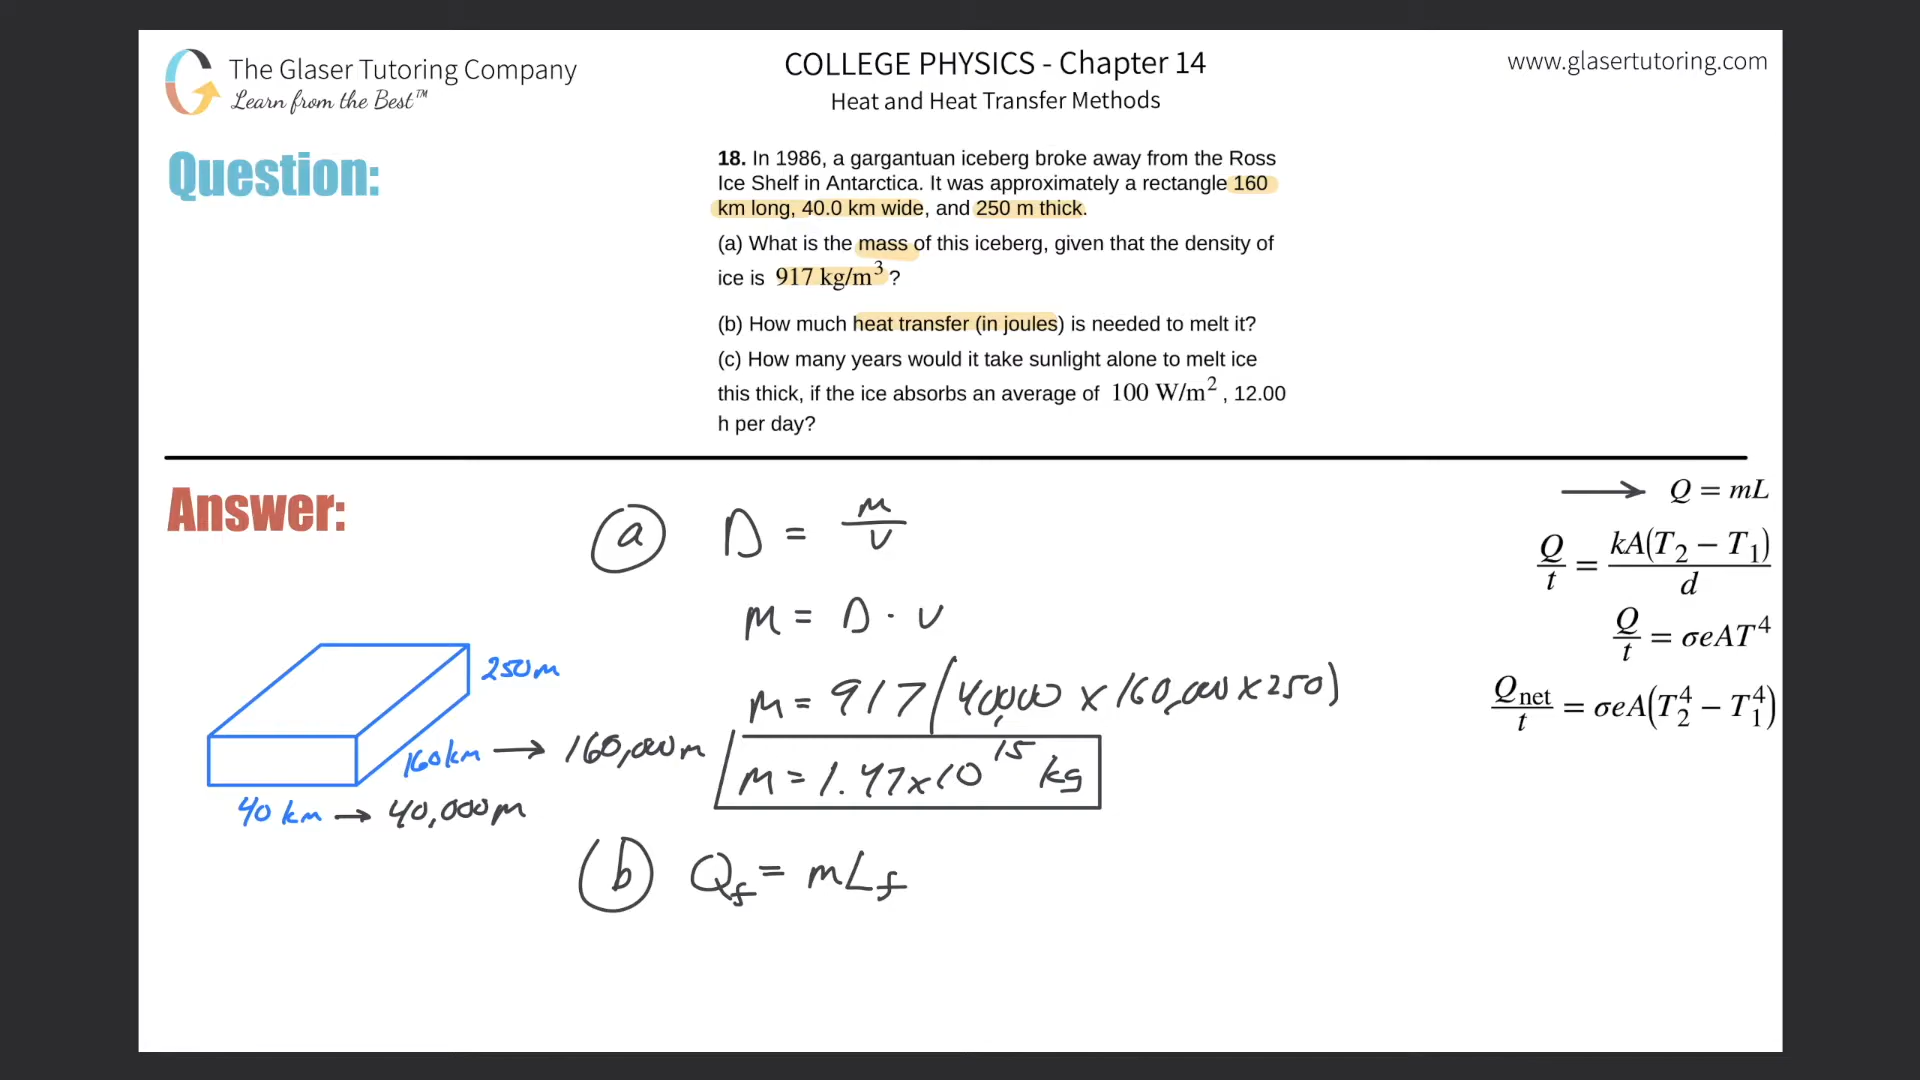 The Glaser Tutoring Company
Learn from the Best™
COLLEGE PHYSICS - Chapter 14
Heat and Heat Transfer Methods
www.glasertutoring.com
Question:
18. In 1986, a gargantuan iceberg broke away from the Ross
Ice Shelf in Antarctica. It was approximately a rectangle 160
km long, 40.0 km wide, and 250 m thick.
(a) What is the mass of this iceberg, given that the density of
ice is 917 kg/m³ ?
(b) How much heat transfer (in joules) is needed to melt it?
(c) How many years would it take sunlight alone to melt ice
this thick, if the ice absorbs an average of 100 W/m² , 12.00
h per day?
Answer:
(a) D = m/v
m = D · v
m = 917 (40,000 x 160,000 x 250)
m = 1.47x10¹⁵ kg
250m
160km → 160,000m
40 km → 40,000m
(b) Q_f = mL_f
→ Q = mL
Q/t = kA(T₂ − T₁)/d
Q/t = σeAT⁴
Q_net/t = σeA(T₂⁴ − T₁⁴)